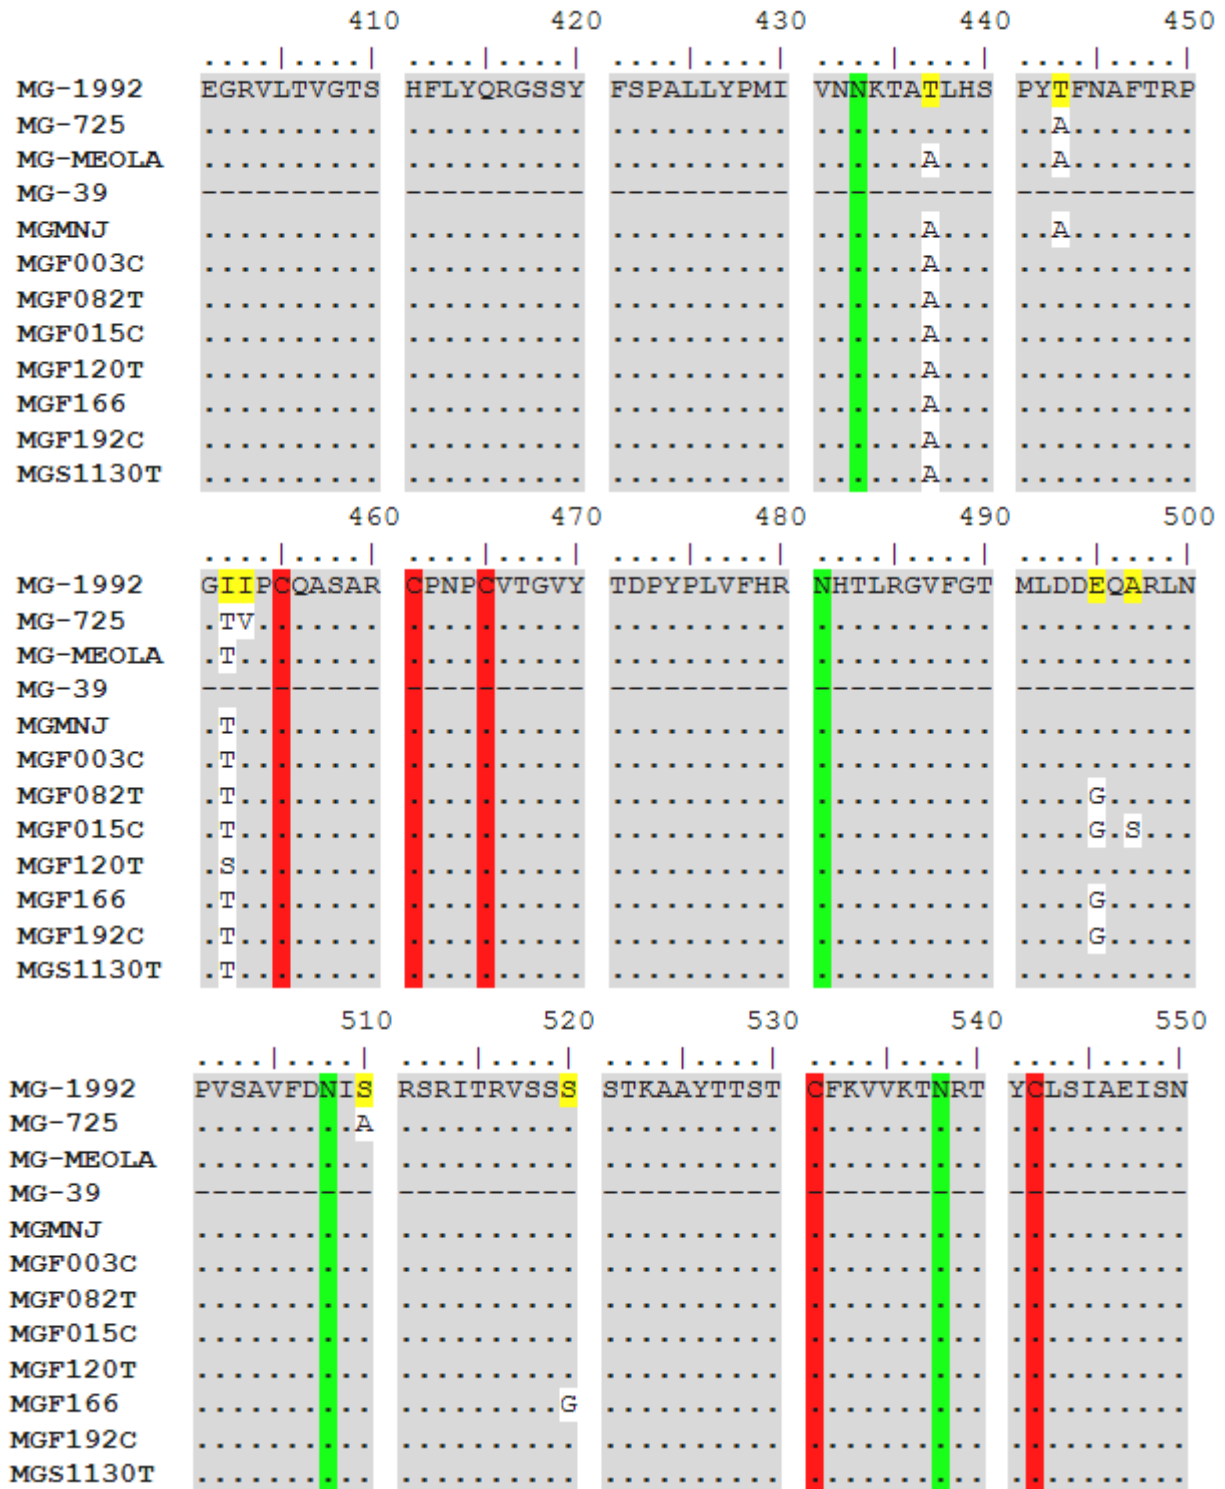 410 420 430 440 450
....|....| ....|....| ....|....| ....|....| ....|....|
MG-1992 EGRVLTVGTS HFLYQRGSSY FSPALLYPMI VNNKTATLHS PYTFNAFTRP
MG-725 .......... .......... .......... .......... ..A.......
MG-MEOLA .......... .......... .......... ......A... ..A.......
MG-39 ---------- ---------- ---------- ---------- ----------
MGMNJ .......... .......... .......... ......A... ..A.......
MGF003C .......... .......... .......... ......A... ..........
MGF082T .......... .......... .......... ......A... ..........
MGF015C .......... .......... .......... ......A... ..........
MGF120T .......... .......... .......... ......A... ..........
MGF166 .......... .......... .......... ......A... ..........
MGF192C .......... .......... .......... ......A... ..........
MGS1130T .......... .......... .......... ......A... ..........
460 470 480 490 500
....|....| ....|....| ....|....| ....|....| ....|....|
MG-1992 GIIPCQASAR CPNPCVTGVY TDPYPLVFHR NHTLRGVFGT MLDDEQARLN
MG-725 .TV....... .......... .......... .......... ..........
MG-MEOLA .T........ .......... .......... .......... ..........
MG-39 ---------- ---------- ---------- ---------- ----------
MGMNJ .T........ .......... .......... .......... ..........
MGF003C .T........ .......... .......... .......... ..........
MGF082T .T........ .......... .......... .......... ....G.....
MGF015C .T........ .......... .......... .......... ....G.S...
MGF120T .S........ .......... .......... .......... ..........
MGF166 .T........ .......... .......... .......... ....G.....
MGF192C .T........ .......... .......... .......... ....G.....
MGS1130T .T........ .......... .......... .......... ..........
510 520 530 540 550
....|....| ....|....| ....|....| ....|....| ....|....|
MG-1992 PVSAVFDNIS RSRITRVSSS STKAAYTTST CFKVVKTNRT YCLSIAEISN
MG-725 .........A .......... .......... .......... ..........
MG-MEOLA .......... .......... .......... .......... ..........
MG-39 ---------- ---------- ---------- ---------- ----------
MGMNJ .......... .......... .......... .......... ..........
MGF003C .......... .......... .......... .......... ..........
MGF082T .......... .......... .......... .......... ..........
MGF015C .......... .......... .......... .......... ..........
MGF120T .......... .......... .......... .......... ..........
MGF166 .......... .........G .......... .......... ..........
MGF192C .......... .......... .......... .......... ..........
MGS1130T .......... .......... .......... .......... ..........